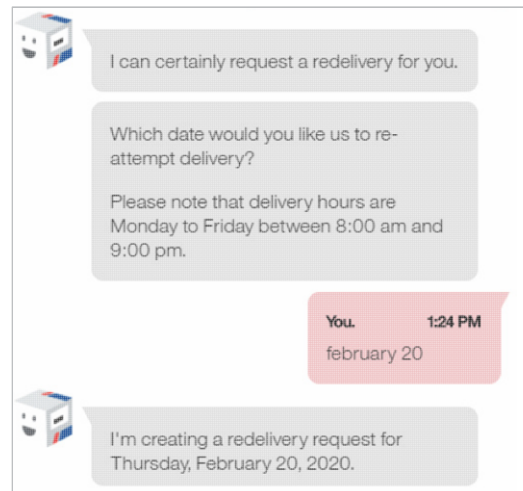 I can certainly request a redelivery for you.
Which date would you like us to re-
attempt delivery?
Please note that delivery hours are
Monday to Friday between 8:00 am and
9:00 pm.
You. 1:24 PM
february 20
I'm creating a redelivery request for
Thursday, February 20, 2020.